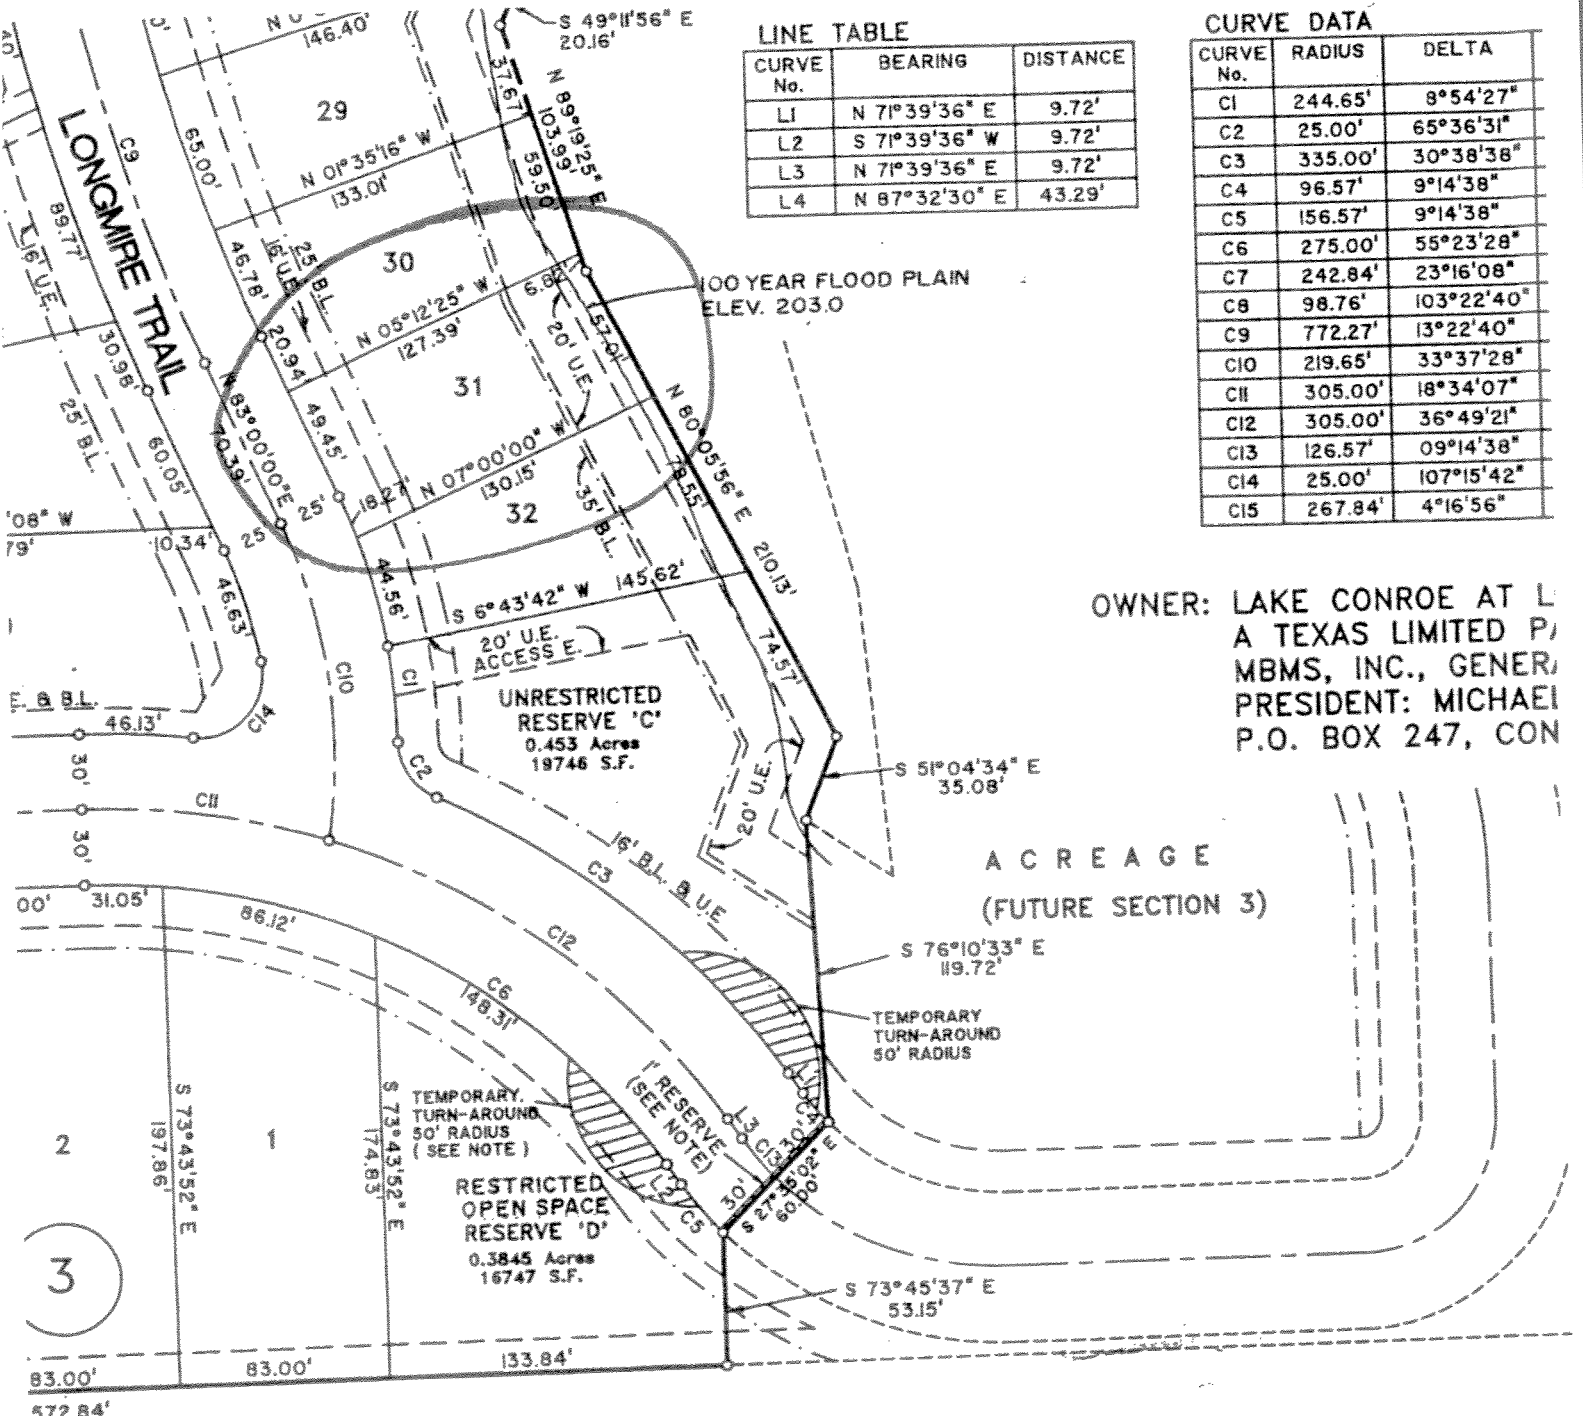 S 49°11'56" E
20.16'
146.40'
29
65.00'
N 01°35'16" W
133.01'
37.67'
N 89°19'25" E
103.99'
59.50'
LONGMIRE TRAIL
C9
89.77'
16' U.E.
46.78'
16' U.E.
25' B.L.
30
N 05°12'25" W
127.39'
20' U.E.
57.01'
100 YEAR FLOOD PLAIN
ELEV. 203.0
30.98'
25' B.L.
60.05'
20.94'
N 83°00'00" E
70.39'
49.45'
31
N 07°00'00" W
130.15'
18.27'
25'
25'
N 80°05'56" E
210.13'
78.55'
35' B.L.
32
'08" W
79'
10.34'
46.63'
44.56'
S 6°43'42" W
145.62'
20' U.E.
ACCESS E.
74.57'
C1
C10
UNRESTRICTED
RESERVE 'C'
0.453 Acres
19746 S.F.
E. & B.L.
46.13'
C14
C2
20' U.E.
S 51°04'34" E
35.08'
30'
C11
30'
16' B.L. & U.E
C3
31.05'
00'
86.12'
C12
C6
148.31'
A C R E A G E
(FUTURE SECTION 3)
S 76°10'33" E
119.72'
TEMPORARY
TURN-AROUND
50' RADIUS
TEMPORARY.
TURN-AROUND
50' RADIUS
( SEE NOTE )
1' RESERVE
(SEE NOTE)
L3
C13
30'
C4
L2
C5
30'
S 27°35'02" E
60.00'
RESTRICTED
OPEN SPACE
RESERVE 'D'
0.3845 Acres
16747 S.F.
2
S 73°43'52" E
197.86'
1
S 73°43'52" E
174.83'
3
S 73°45'37" E
53.15'
83.00'
83.00'
133.84'
572.84'
LINE TABLE
CURVE No. BEARING DISTANCE
L1 N 71°39'36" E 9.72'
L2 S 71°39'36" W 9.72'
L3 N 71°39'36" E 9.72'
L4 N 87°32'30" E 43.29'
CURVE DATA
CURVE No. RADIUS DELTA
C1 244.65' 8°54'27"
C2 25.00' 65°36'31"
C3 335.00' 30°38'38"
C4 96.57' 9°14'38"
C5 156.57' 9°14'38"
C6 275.00' 55°23'28"
C7 242.84' 23°16'08"
C8 98.76' 103°22'40"
C9 772.27' 13°22'40"
C10 219.65' 33°37'28"
C11 305.00' 18°34'07"
C12 305.00' 36°49'21"
C13 126.57' 09°14'38"
C14 25.00' 107°15'42"
C15 267.84' 4°16'56"
OWNER: LAKE CONROE AT L
A TEXAS LIMITED PA
MBMS, INC., GENERA
PRESIDENT: MICHAEL
P.O. BOX 247, CON